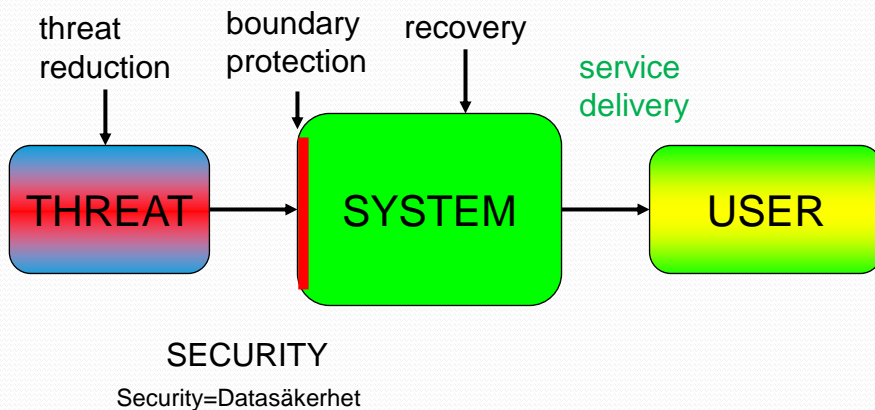 threat
reduction
boundary
protection
recovery
service
delivery
THREAT
SYSTEM
USER
SECURITY
Security=Datasäkerhet